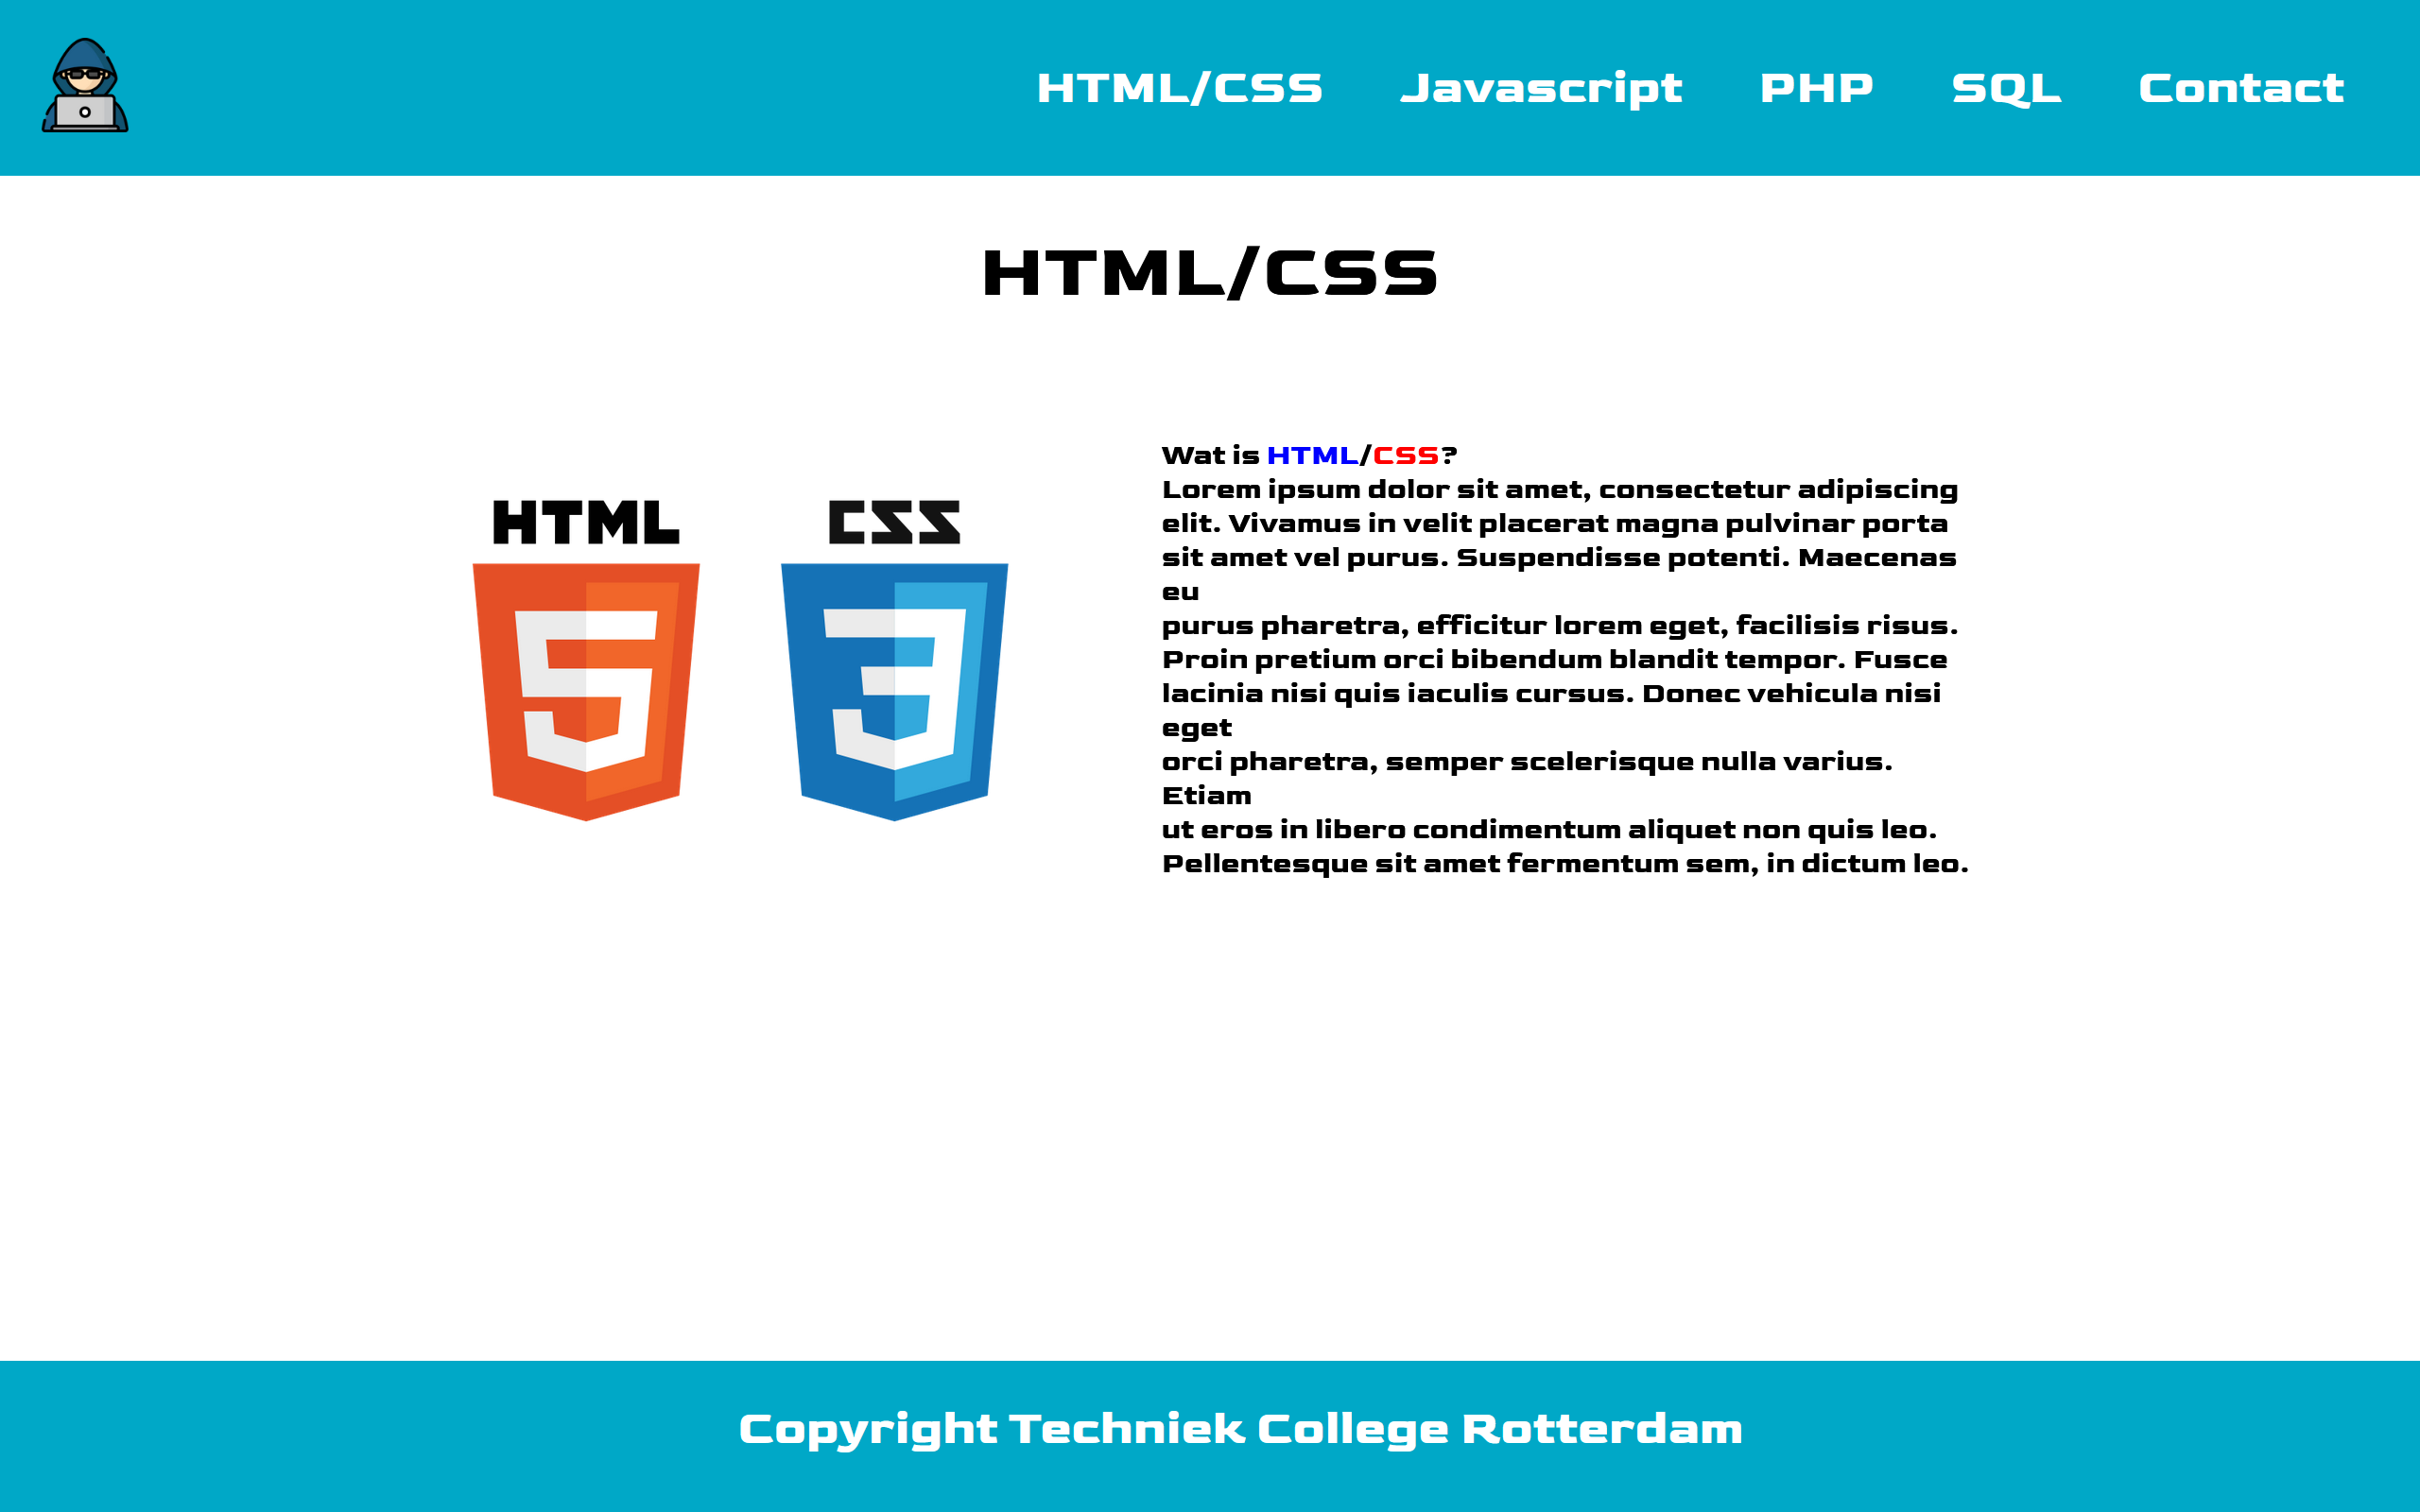 HTML/CSS Javascript PHP SQL Contact
HTML/CSS
HTML CSS
Wat is HTML/CSS?
Lorem ipsum dolor sit amet, consectetur adipiscing
elit. Vivamus in velit placerat magna pulvinar porta
sit amet vel purus. Suspendisse potenti. Maecenas
eu
purus pharetra, efficitur lorem eget, facilisis risus.
Proin pretium orci bibendum blandit tempor. Fusce
lacinia nisi quis iaculis cursus. Donec vehicula nisi
eget
orci pharetra, semper scelerisque nulla varius.
Etiam
ut eros in libero condimentum aliquet non quis leo.
Pellentesque sit amet fermentum sem, in dictum leo.
Copyright Techniek College Rotterdam